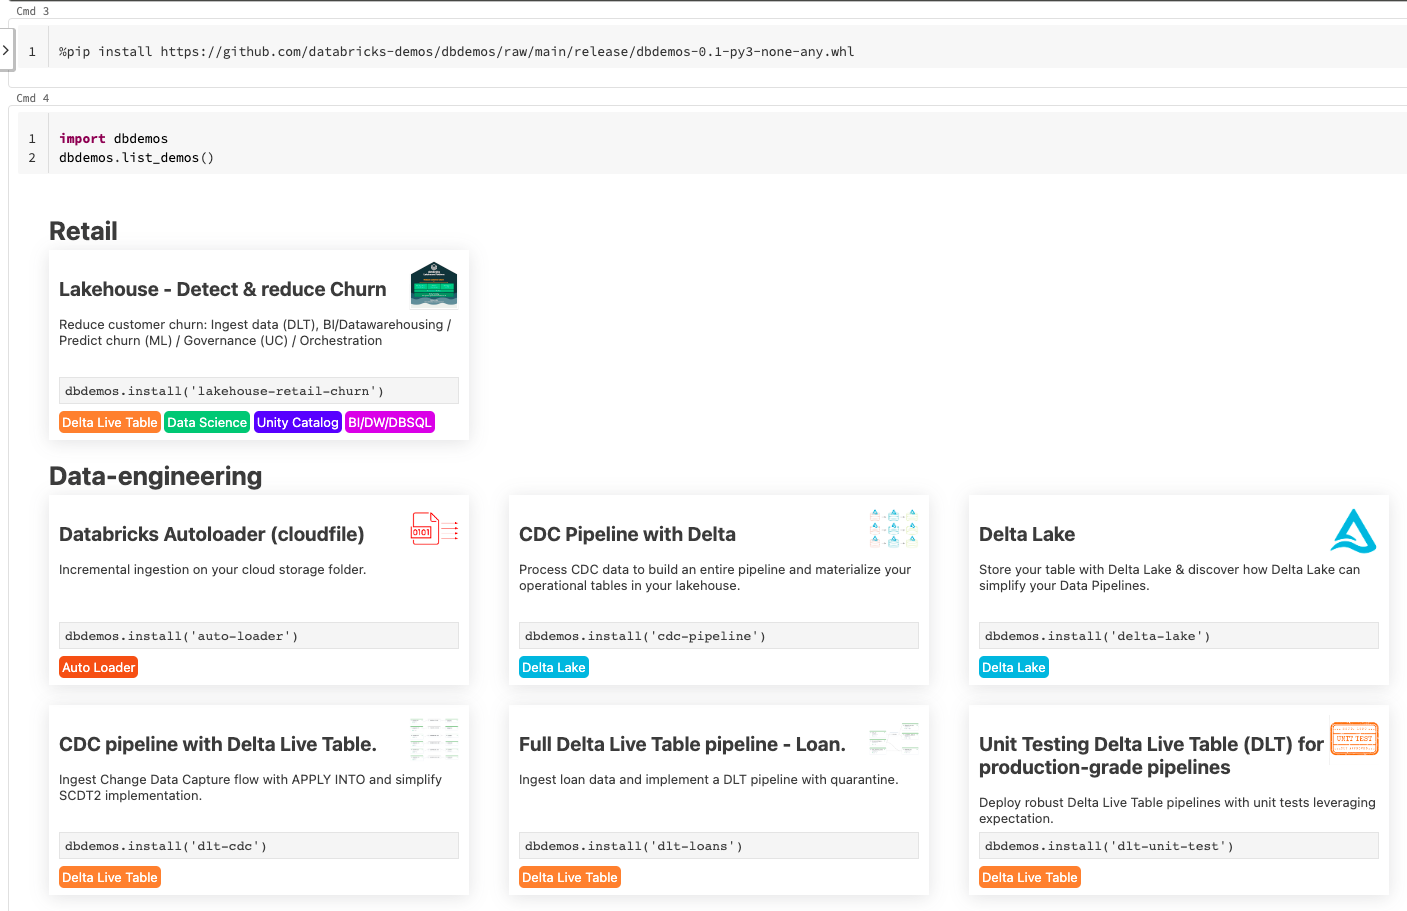 Cmd 3
1 %pip install https://github.com/databricks-demos/dbdemos/raw/main/release/dbdemos-0.1-py3-none-any.whl
Cmd 4
1 import dbdemos
2 dbdemos.list_demos()
Retail
Lakehouse - Detect & reduce Churn
Reduce customer churn: Ingest data (DLT), BI/Datawarehousing /
Predict churn (ML) / Governance (UC) / Orchestration
dbdemos.install('lakehouse-retail-churn')
Delta Live Table Data Science Unity Catalog BI/DW/DBSQL
Data-engineering
Databricks Autoloader (cloudfile)
0101
Incremental ingestion on your cloud storage folder.
dbdemos.install('auto-loader')
Auto Loader
CDC Pipeline with Delta
Process CDC data to build an entire pipeline and materialize your
operational tables in your lakehouse.
dbdemos.install('cdc-pipeline')
Delta Lake
Delta Lake
Store your table with Delta Lake & discover how Delta Lake can
simplify your Data Pipelines.
dbdemos.install('delta-lake')
Delta Lake
CDC pipeline with Delta Live Table.
Ingest Change Data Capture flow with APPLY INTO and simplify
SCDT2 implementation.
dbdemos.install('dlt-cdc')
Delta Live Table
Full Delta Live Table pipeline - Loan.
Ingest loan data and implement a DLT pipeline with quarantine.
dbdemos.install('dlt-loans')
Delta Live Table
Unit Testing Delta Live Table (DLT) for
production-grade pipelines
UNIT TEST
Deploy robust Delta Live Table pipelines with unit tests leveraging
expectation.
dbdemos.install('dlt-unit-test')
Delta Live Table